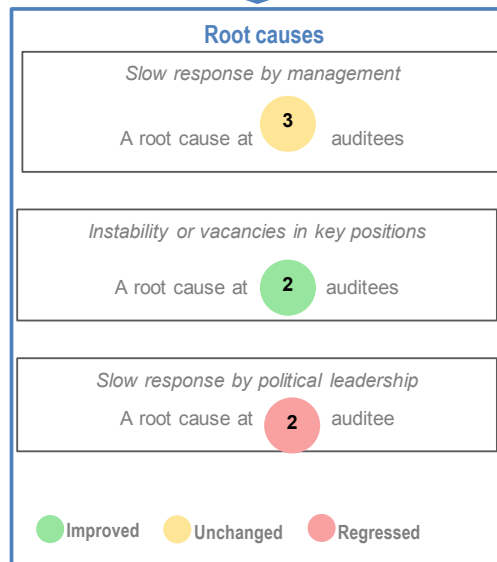 Root causes
Slow response by management
A root cause at 3 auditees
Instability or vacancies in key positions
A root cause at 2 auditees
Slow response by political leadership
A root cause at 2 auditee
Improved Unchanged Regressed